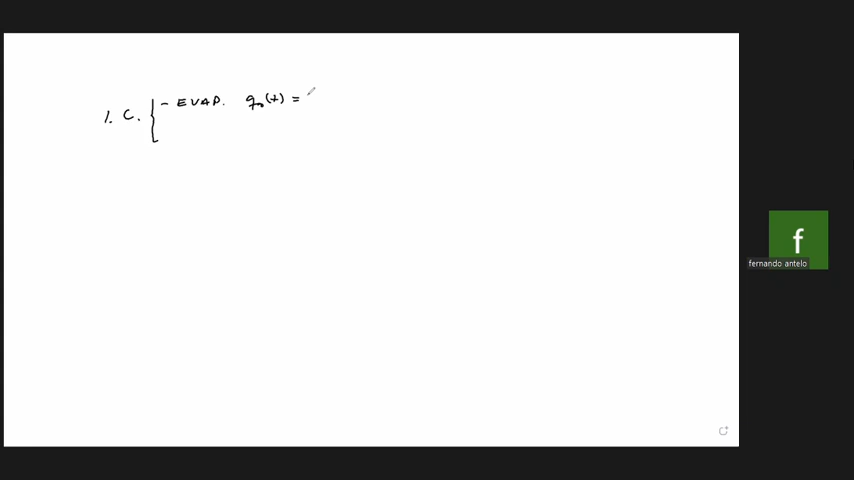 1. C. { - EVAP. q₀(t) =
f
fernando antelo